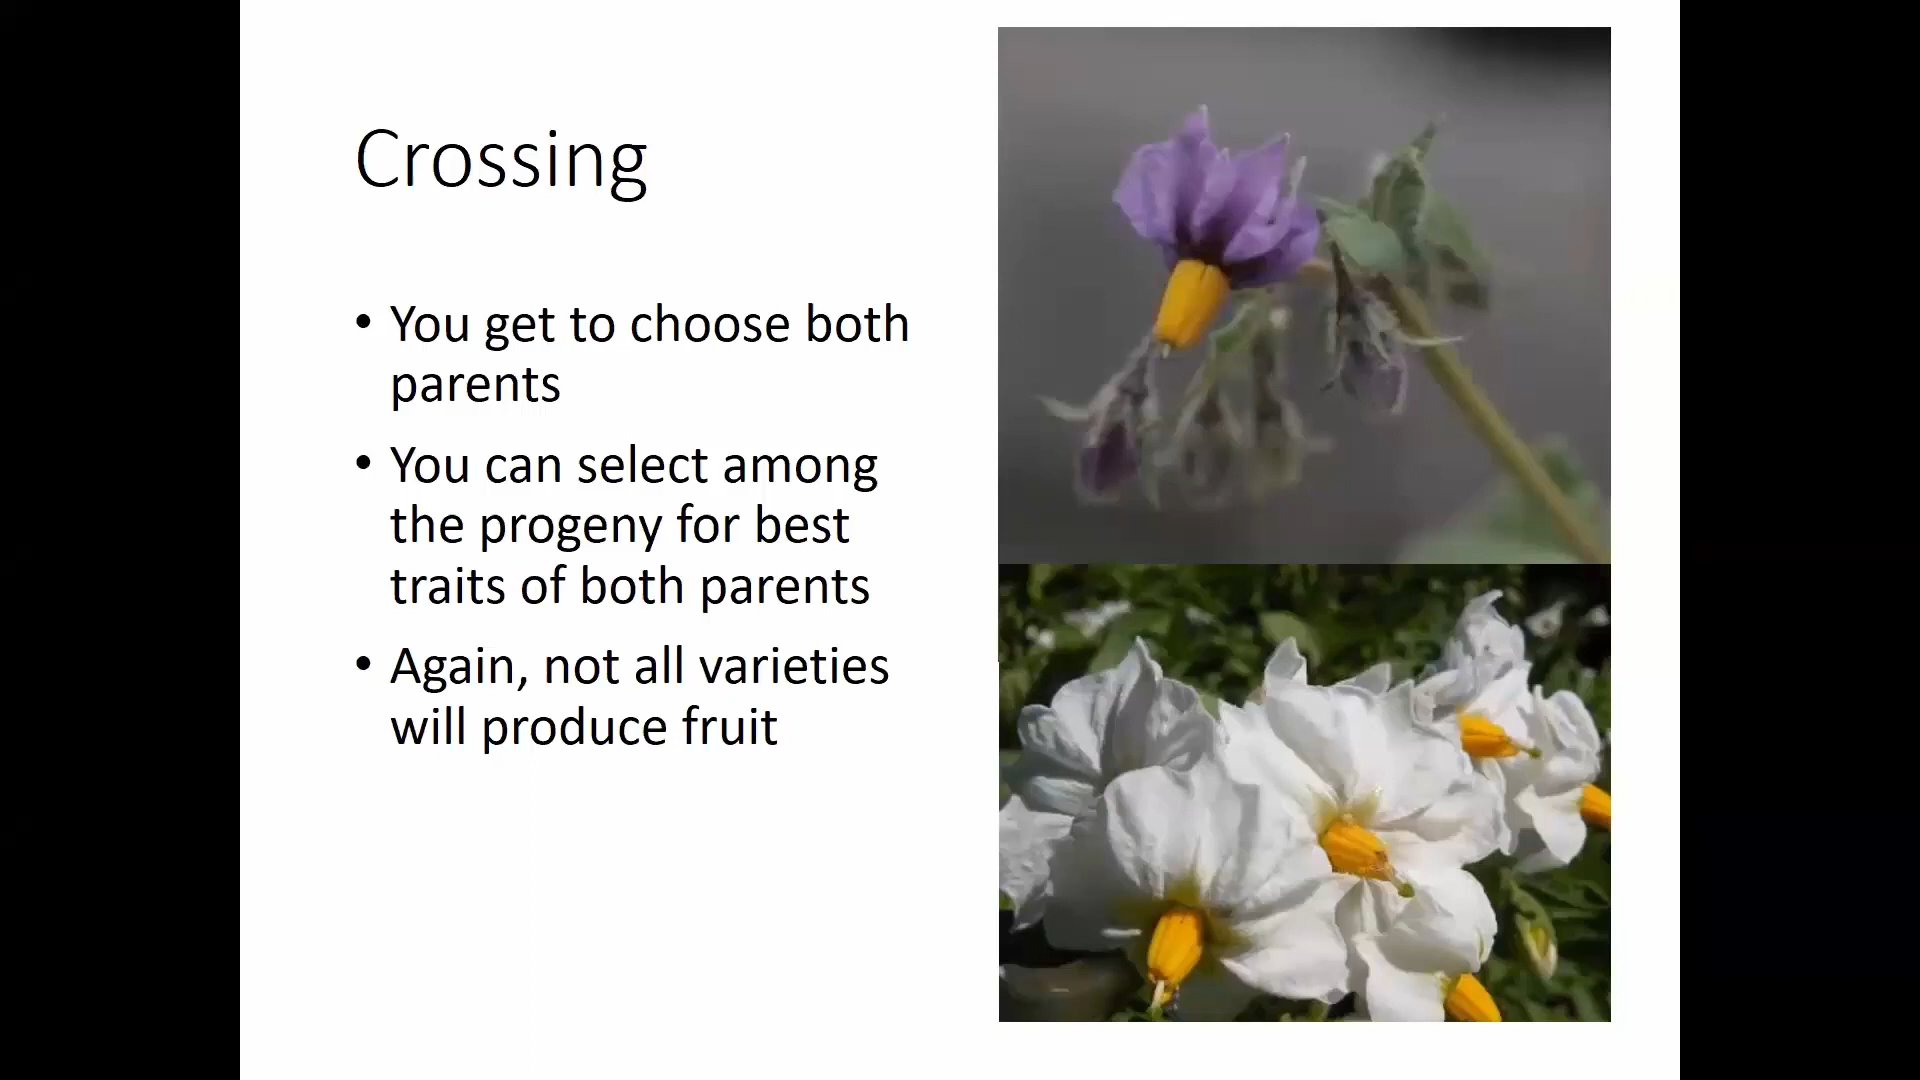 Crossing
• You get to choose both
parents
• You can select among
the progeny for best
traits of both parents
• Again, not all varieties
will produce fruit